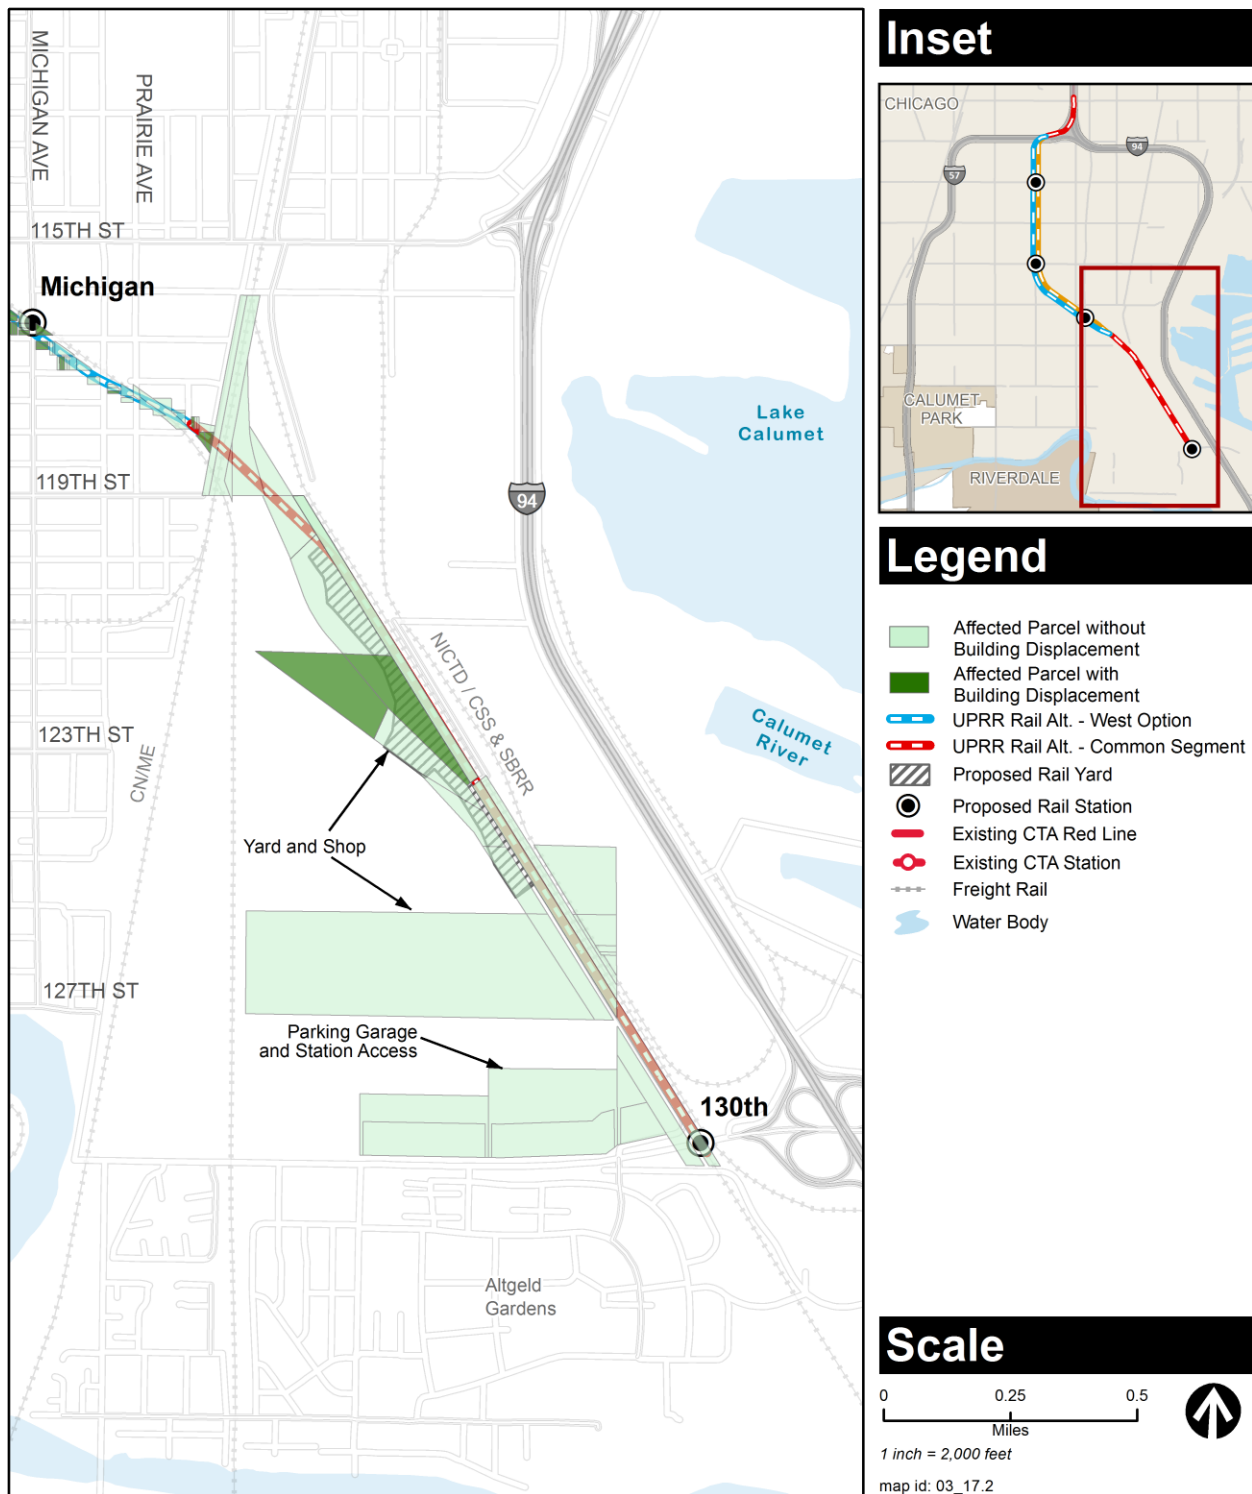 MICHIGAN AVE
PRAIRIE AVE
115TH ST
Michigan
119TH ST
94
Lake
Calumet
NICTD / CSS & SBRR
Calumet
River
123TH ST
CN/ME
Yard and Shop
127TH ST
Parking Garage
and Station Access
130th
Altgeld
Gardens
Inset
CHICAGO
57
94
CALUMET
PARK
RIVERDALE
Legend
Affected Parcel without
Building Displacement
Affected Parcel with
Building Displacement
UPRR Rail Alt. - West Option
UPRR Rail Alt. - Common Segment
Proposed Rail Yard
Proposed Rail Station
Existing CTA Red Line
Existing CTA Station
Freight Rail
Water Body
Scale
0 0.25 0.5
Miles
1 inch = 2,000 feet
map id: 03_17.2